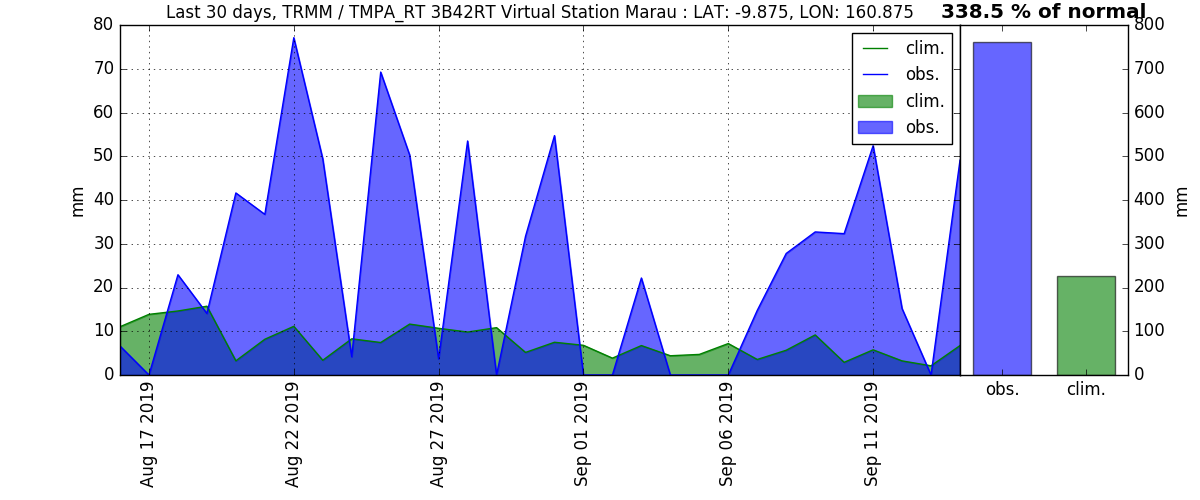 Last 30 days, TRMM / TMPA_RT 3B42RT Virtual Station Marau : LAT: -9.875, LON: 160.875
338.5 % of normal
clim.
obs.
clim.
obs.
mm
80
70
60
50
40
30
20
10
0
Aug 17 2019
Aug 22 2019
Aug 27 2019
Sep 01 2019
Sep 06 2019
Sep 11 2019
800
700
600
500
400
300
200
100
0
mm
obs.
clim.